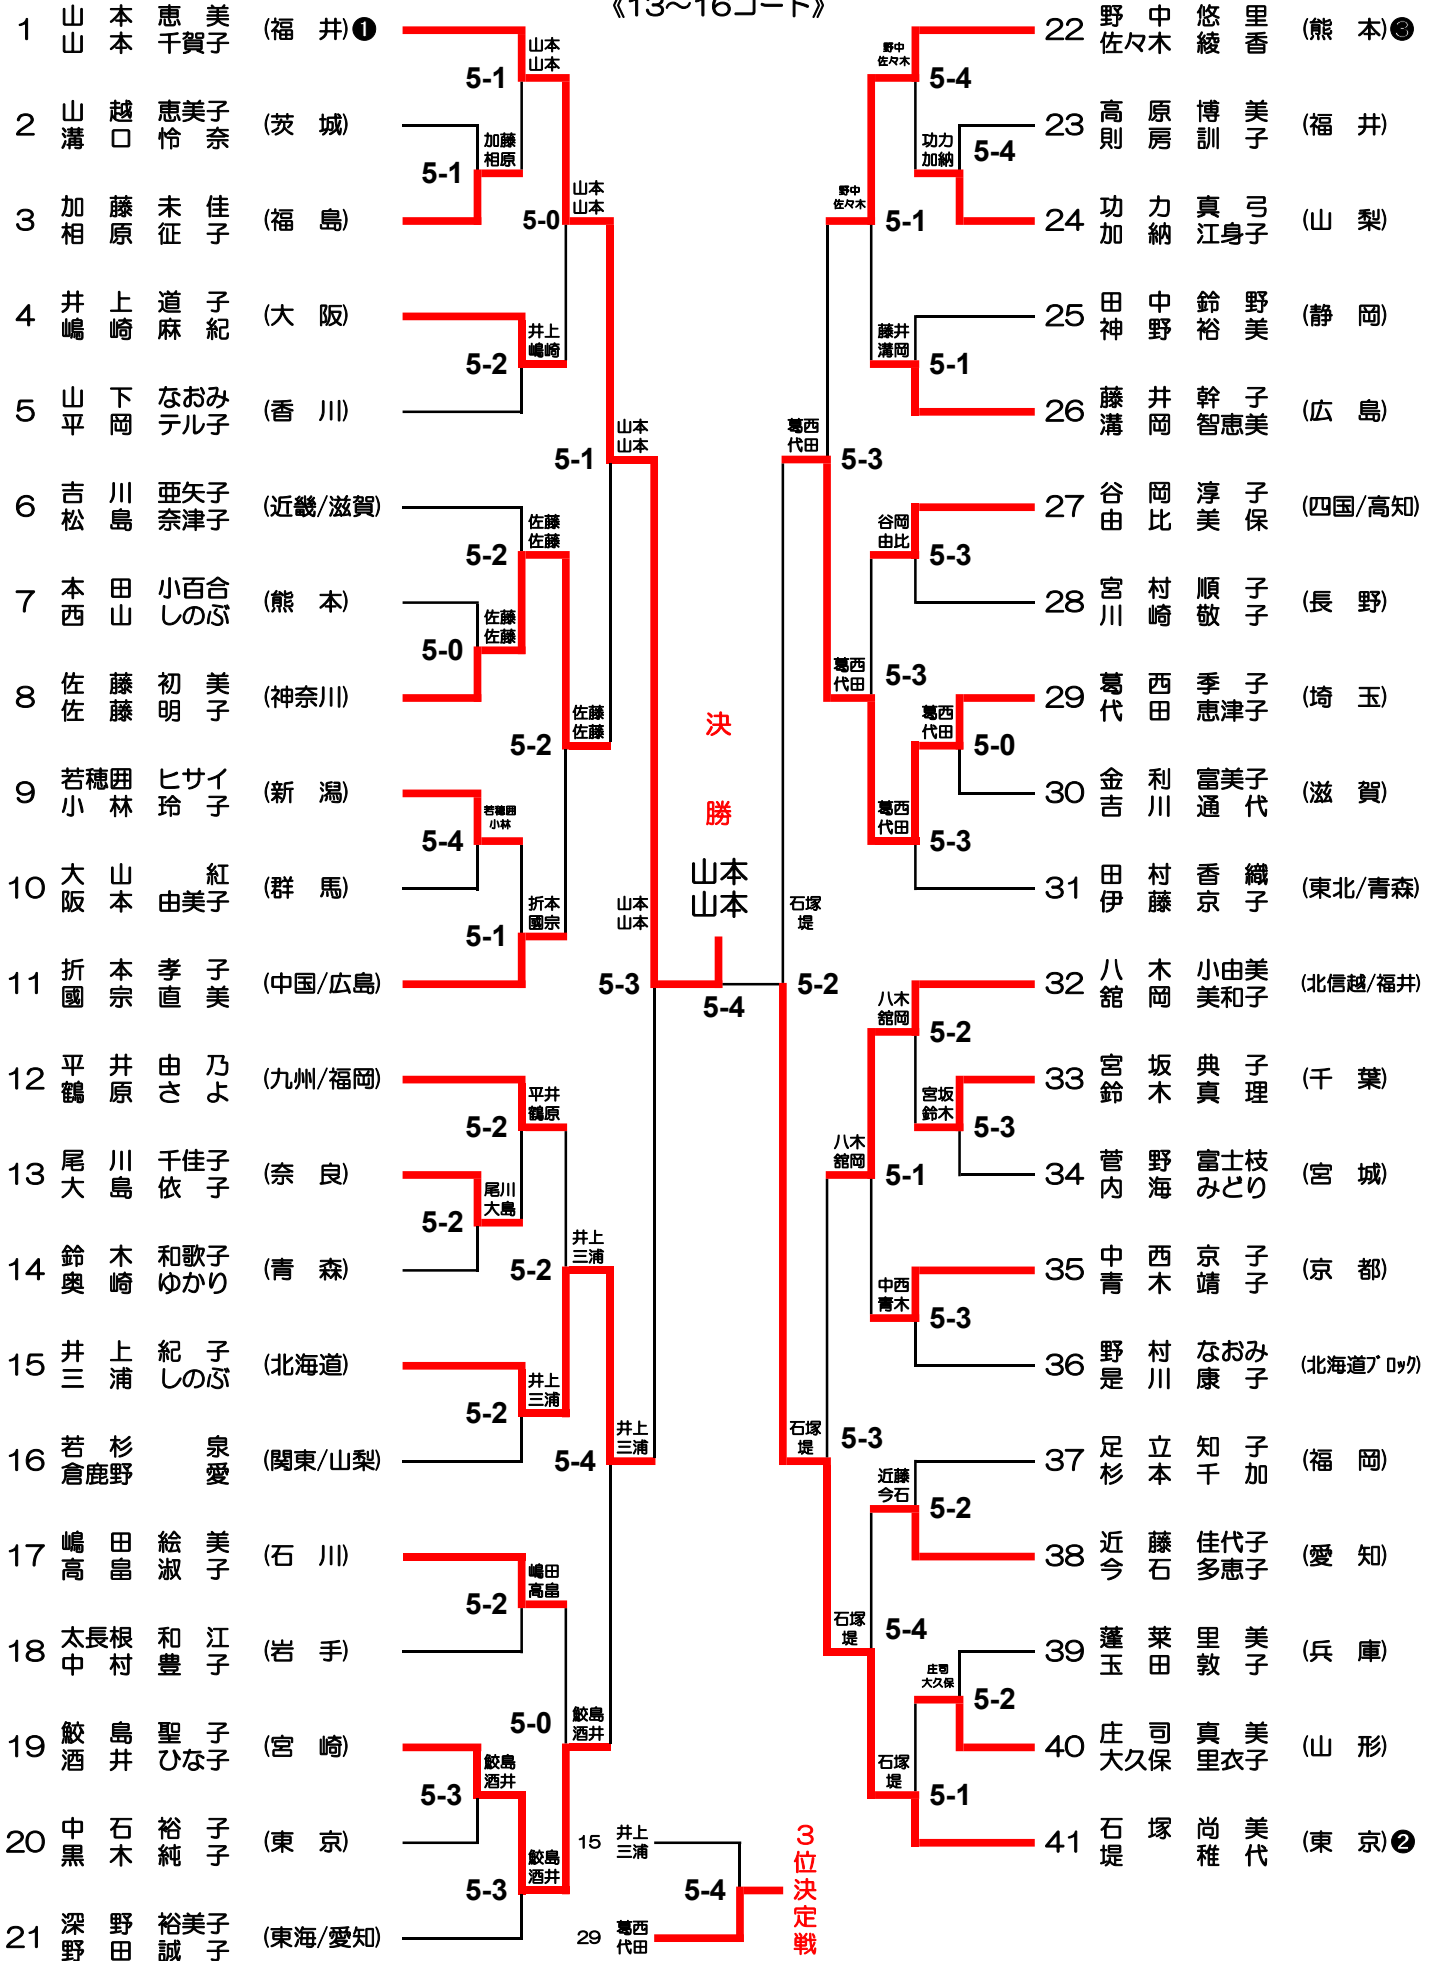 《13～16コート》
1 山本 恵美 (福井)❶
山本 千賀子
2 山越 恵美子 (茨城)
溝口 怜奈
3 加藤 未佳 (福島)
相原 征子
4 井上 道子 (大阪)
嶋崎 麻紀
5 山下 なおみ (香川)
平岡 テル子
6 吉川 亜矢子 (近畿/滋賀)
松島 奈津子
7 本田 小百合 (熊本)
西山 しのぶ
8 佐藤 初美 (神奈川)
佐藤 明子
9 若穂囲 ヒサイ (新潟)
小林 玲子
10 大山 紅 (群馬)
阪本 由美子
11 折本 孝子 (中国/広島)
國宗 直美
12 平井 由乃 (九州/福岡)
鶴原 さよ
13 尾川 千佳子 (奈良)
大島 依子
14 鈴木 和歌子 (青森)
奥崎 ゆかり
15 井上 紀子 (北海道)
三浦 しのぶ
16 若杉 泉 (関東/山梨)
倉鹿野 愛
17 嶋田 絵美 (石川)
高畠 淑子
18 太長根 和江 (岩手)
中村 豊子
19 鮫島 聖子 (宮崎)
酒井 ひな子
20 中石 裕子 (東京)
黒木 純子
21 深野 裕美子 (東海/愛知)
野田 誠子
山本
山本
5-1
加藤
相原
5-1
山本
山本
5-0
井上
嶋崎
5-2
山本
山本
5-1
佐藤
佐藤
5-2
佐藤
佐藤
5-0
佐藤
佐藤
5-2
若穂囲
小林
5-4
折本
國宗
5-1
山本
山本
5-3
平井
鶴原
5-2
尾川
大島
5-2
井上
三浦
5-2
井上
三浦
5-2
井上
三浦
5-4
嶋田
高畠
5-2
鮫島
酒井
5-0
鮫島
酒井
5-3
鮫島
酒井
5-3
決
勝
山本
山本
5-4
22 野中 悠里 (熊本)❸
佐々木 綾香
23 高原 博美 (福井)
則房 訓子
24 功力 真弓 (山梨)
加納 江身子
25 田中 鈴野 (静岡)
神野 裕美
26 藤井 幹子 (広島)
溝岡 智恵美
27 谷岡 淳子 (四国/高知)
由比 美保
28 宮村 順子 (長野)
川崎 敬子
29 葛西 季子 (埼玉)
代田 恵津子
30 金利 富美子 (滋賀)
吉川 通代
31 田村 香織 (東北/青森)
伊藤 京子
32 八木 小由美 (北信越/福井)
舘岡 美和子
33 宮坂 典子 (千葉)
鈴木 真理
34 菅野 富士枝 (宮城)
内海 みどり
35 中西 京子 (京都)
青木 靖子
36 野村 なおみ (北海道ブロック)
是川 康子
37 足立 知子 (福岡)
杉本 千加
38 近藤 佳代子 (愛知)
今石 多恵子
39 蓬莱 里美 (兵庫)
玉田 敦子
40 庄司 真美 (山形)
大久保 里衣子
41 石塚 尚美 (東京)❷
堤 稚代
野中
佐々木
5-4
功力
加納
5-4
野中
佐々木
5-1
藤井
溝岡
5-1
葛西
代田
5-3
谷岡
由比
5-3
葛西
代田
5-3
葛西
代田
5-0
葛西
代田
5-3
石塚
堤
5-2
八木
舘岡
5-2
宮坂
鈴木
5-3
八木
舘岡
5-1
中西
青木
5-3
石塚
堤
5-3
近藤
今石
5-2
石塚
堤
5-4
庄司
大久保
5-2
石塚
堤
5-1
15 井上
三浦
5-4
29 葛西
代田
3
位
決
定
戦